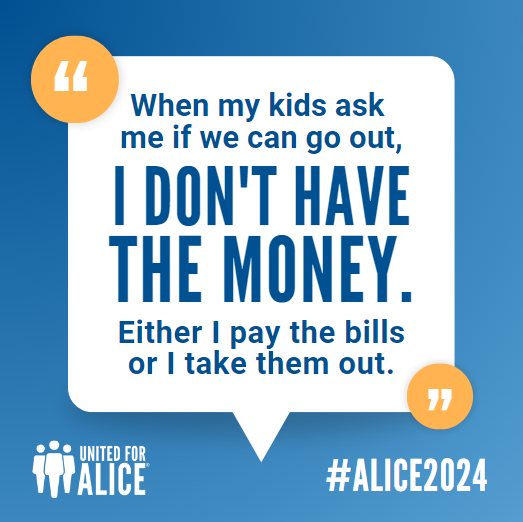 “
When my kids ask
me if we can go out,
I DON'T HAVE
THE MONEY.
Either I pay the bills
or I take them out.
”
UNITED FOR
ALICE®
#ALICE2024